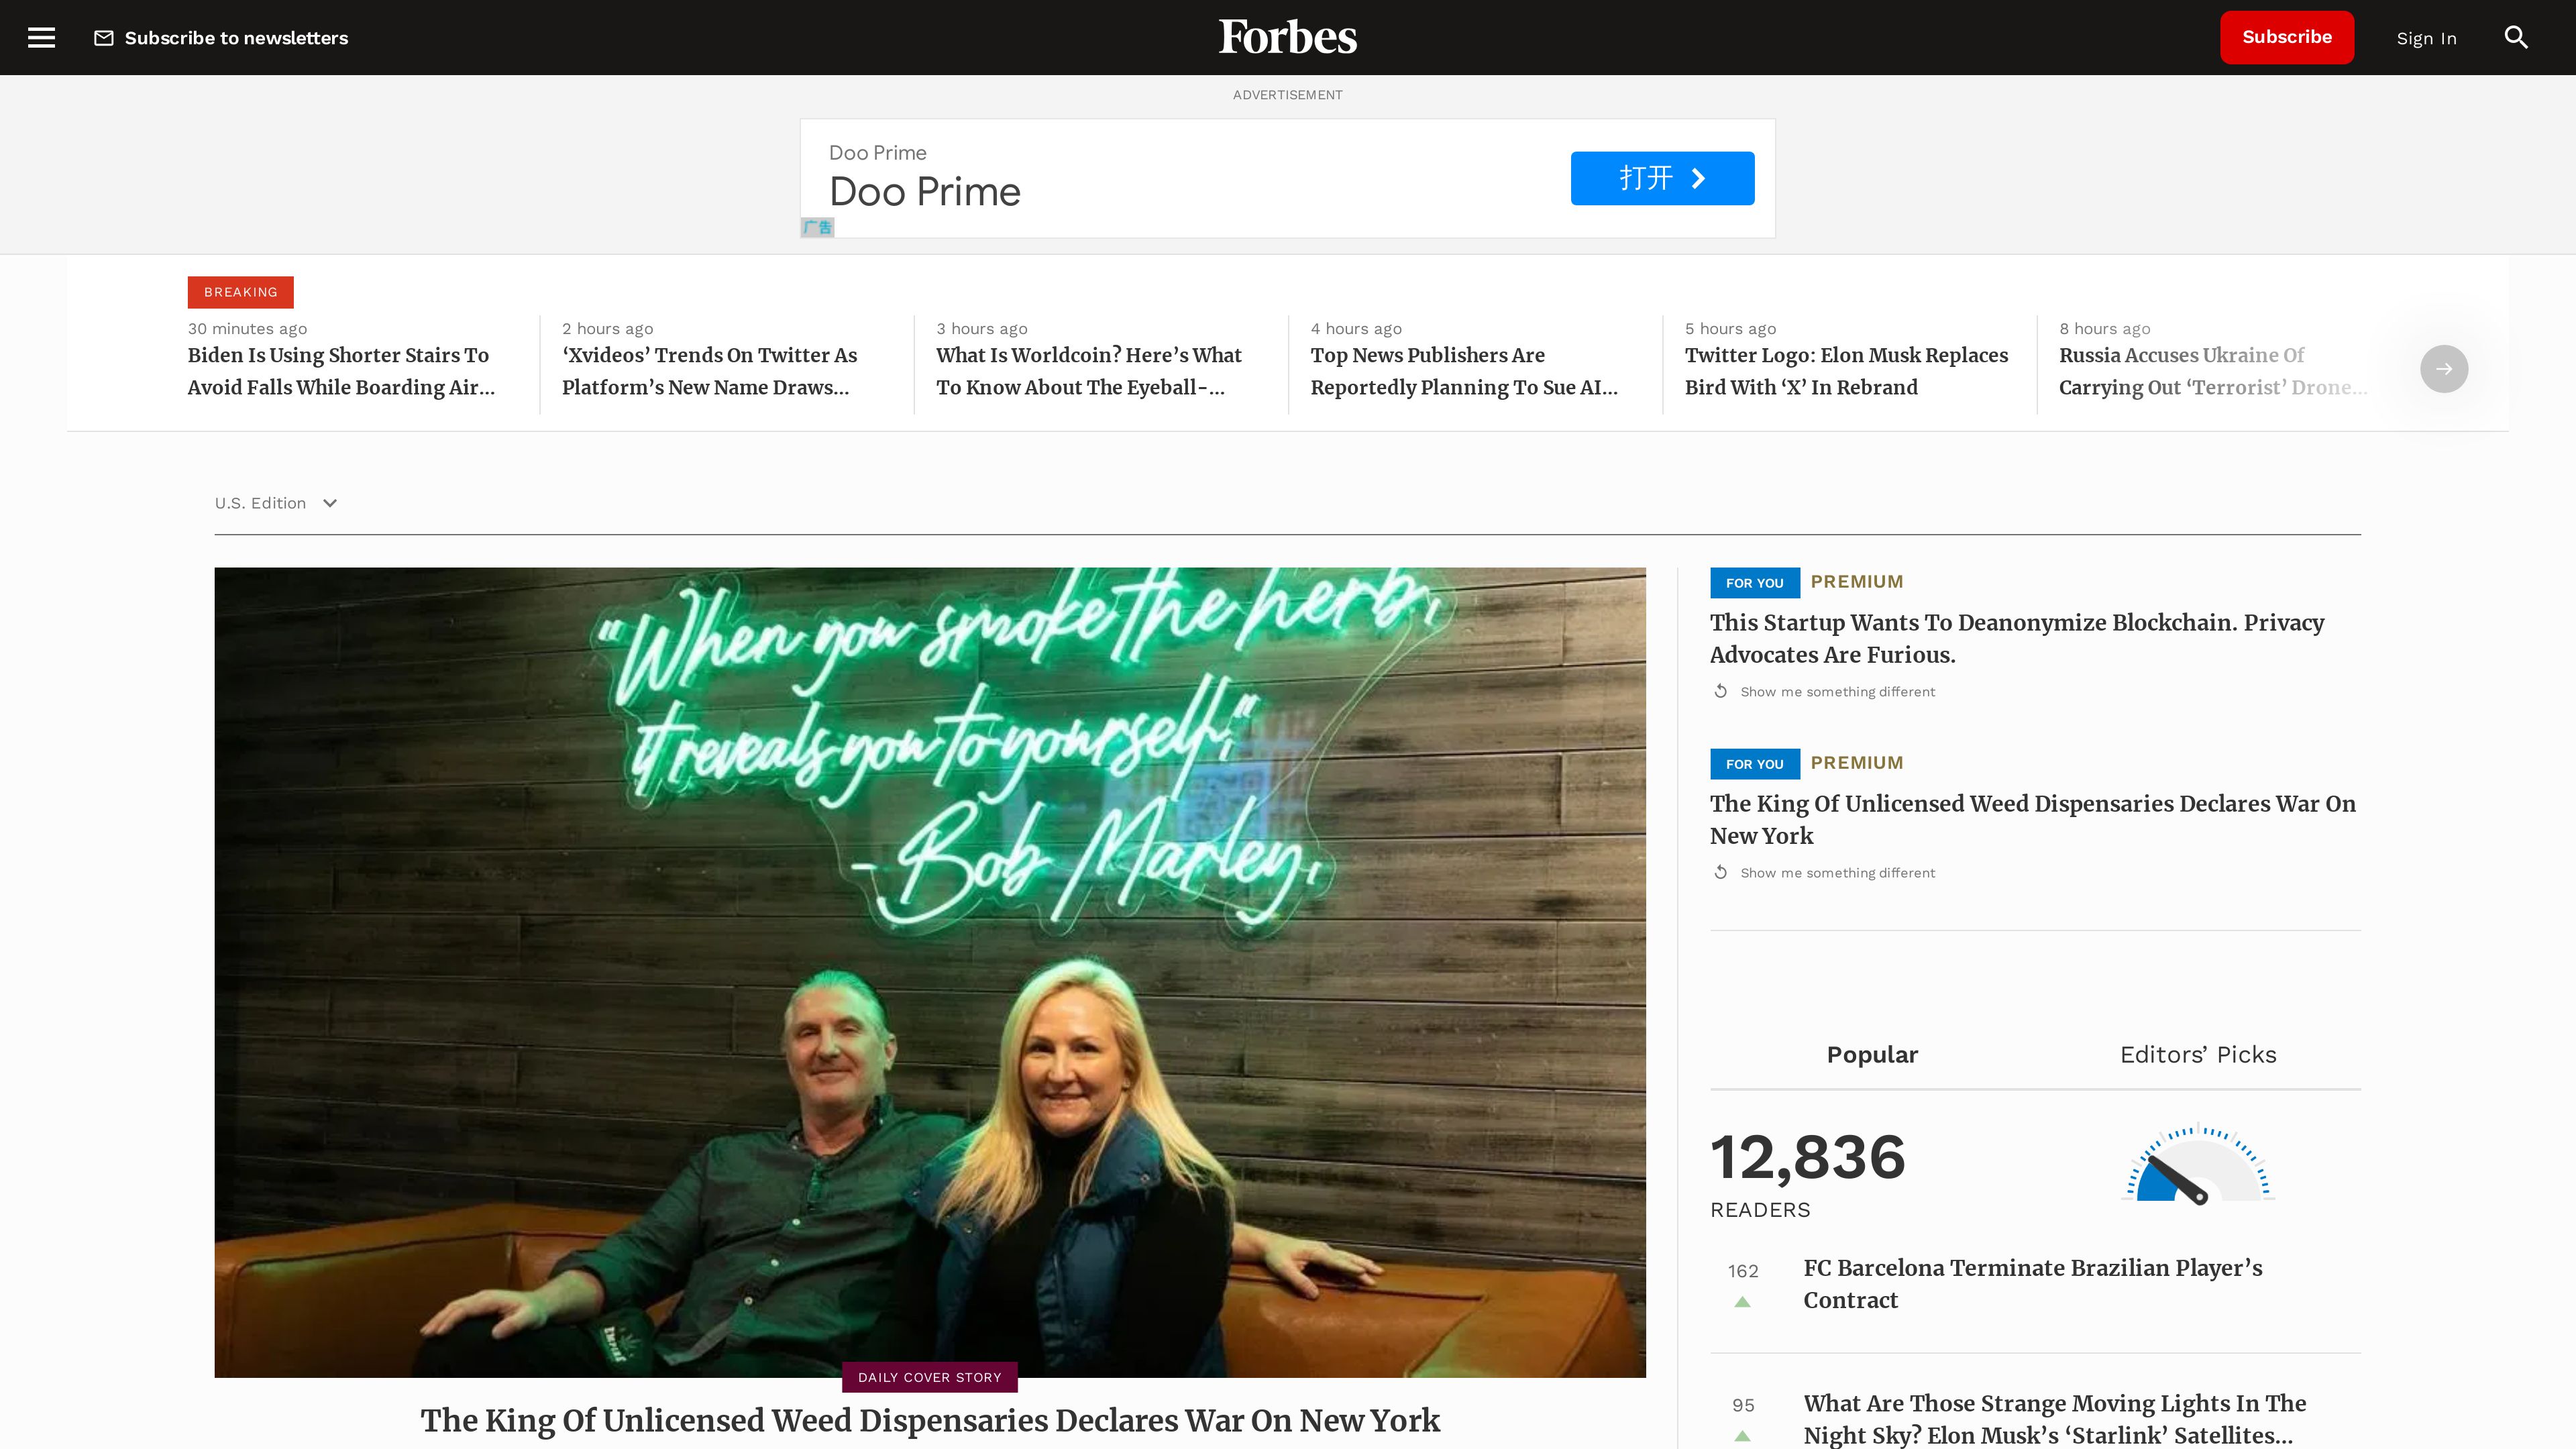 Subscribe to newsletters
Forbes
Subscribe
Sign In
ADVERTISEMENT
Doo Prime
Doo Prime
打开
广告
BREAKING
30 minutes ago
Biden Is Using Shorter Stairs To
Avoid Falls While Boarding Air...
2 hours ago
‘Xvideos’ Trends On Twitter As
Platform’s New Name Draws...
3 hours ago
What Is Worldcoin? Here’s What
To Know About The Eyeball-...
4 hours ago
Top News Publishers Are
Reportedly Planning To Sue AI...
5 hours ago
Twitter Logo: Elon Musk Replaces
Bird With ‘X’ In Rebrand
8 hours ago
Russia Accuses Ukraine Of
Carrying Out ‘Terrorist’ Drone...
U.S. Edition
“When you smoke the herb,
it reveals you to yourself,“
- Bob Marley,
EMPIRE
DAILY COVER STORY
The King Of Unlicensed Weed Dispensaries Declares War On New York
FOR YOU PREMIUM
This Startup Wants To Deanonymize Blockchain. Privacy
Advocates Are Furious.
Show me something different
FOR YOU PREMIUM
The King Of Unlicensed Weed Dispensaries Declares War On
New York
Show me something different
Popular
Editors’ Picks
12,836
READERS
162
FC Barcelona Terminate Brazilian Player’s
Contract
95
What Are Those Strange Moving Lights In The
Night Sky? Elon Musk’s ‘Starlink’ Satellites...